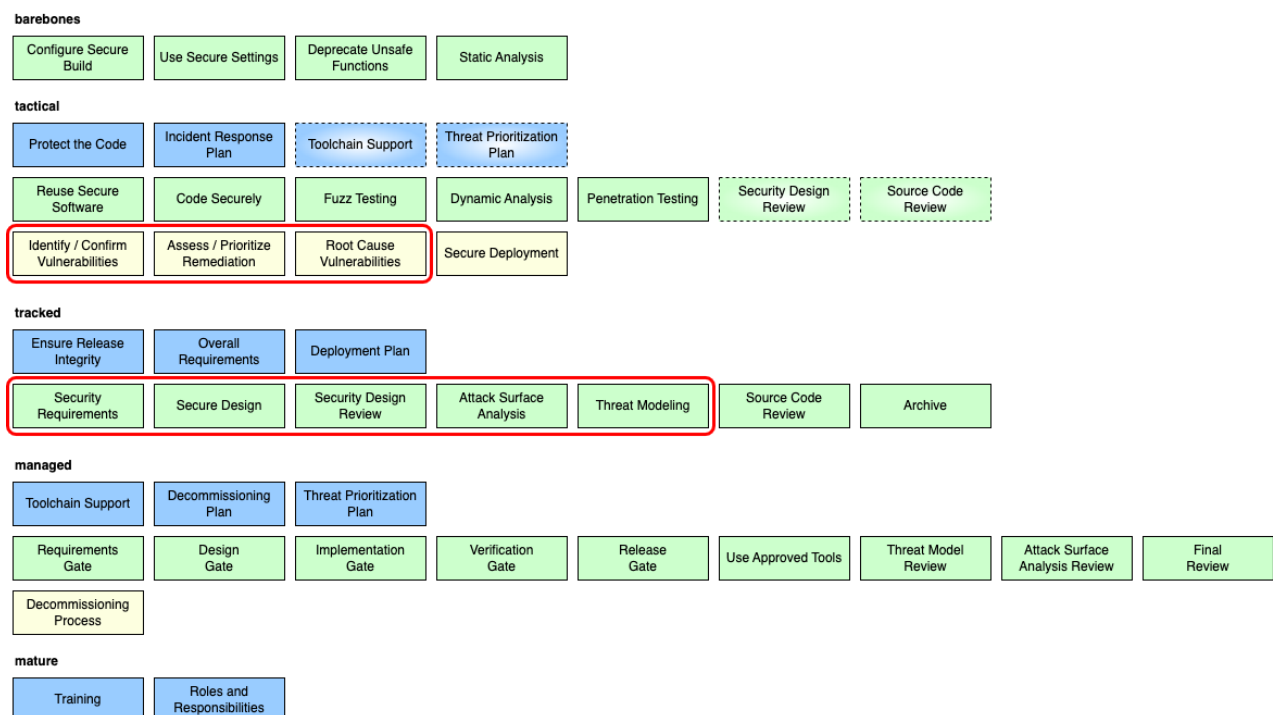 barebones
Configure Secure
Build
Use Secure Settings
Deprecate Unsafe
Functions
Static Analysis
tactical
Protect the Code
Incident Response
Plan
Toolchain Support
Threat Prioritization
Plan
Reuse Secure
Software
Code Securely
Fuzz Testing
Dynamic Analysis
Penetration Testing
Security Design
Review
Source Code
Review
Identify / Confirm
Vulnerabilities
Assess / Prioritize
Remediation
Root Cause
Vulnerabilities
Secure Deployment
tracked
Ensure Release
Integrity
Overall
Requirements
Deployment Plan
Security
Requirements
Secure Design
Security Design
Review
Attack Surface
Analysis
Threat Modeling
Source Code
Review
Archive
managed
Toolchain Support
Decommissioning
Plan
Threat Prioritization
Plan
Requirements
Gate
Design
Gate
Implementation
Gate
Verification
Gate
Release
Gate
Use Approved Tools
Threat Model
Review
Attack Surface
Analysis Review
Final
Review
Decommissioning
Process
mature
Training
Roles and
Responsibilities